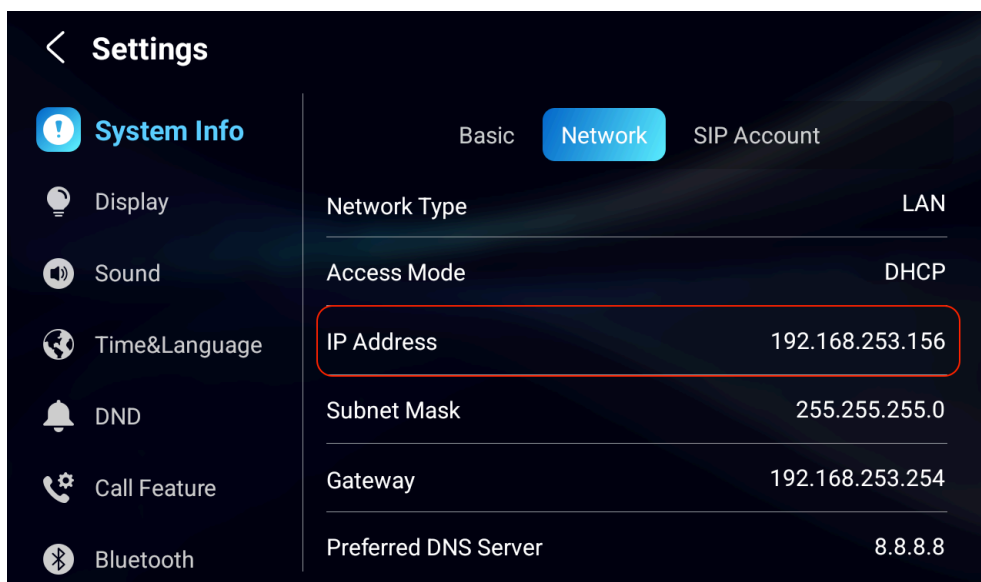 Settings
System Info
Display
Sound
Time&Language
DND
Call Feature
Bluetooth
Basic Network SIP Account
Network Type LAN
Access Mode DHCP
IP Address 192.168.253.156
Subnet Mask 255.255.255.0
Gateway 192.168.253.254
Preferred DNS Server 8.8.8.8